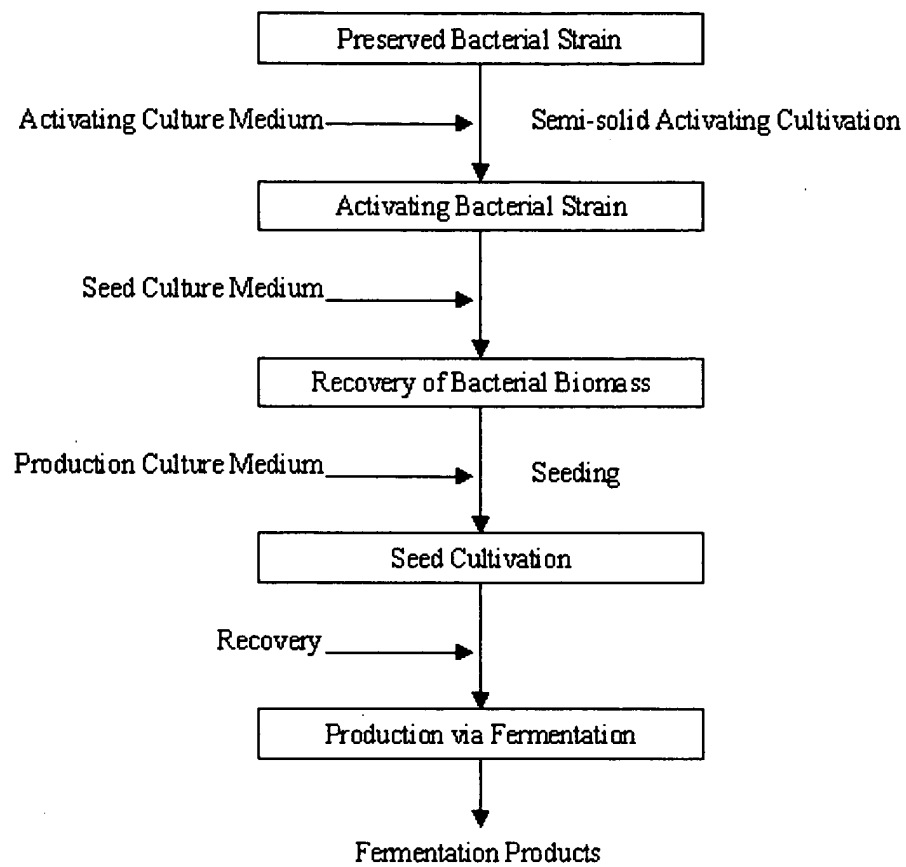 Preserved Bacterial Strain
Activating Culture Medium
Semi-solid Activating Cultivation
Activating Bacterial Strain
Seed Culture Medium
Recovery of Bacterial Biomass
Production Culture Medium
Seeding
Seed Cultivation
Recovery
Production via Fermentation
Fermentation Products